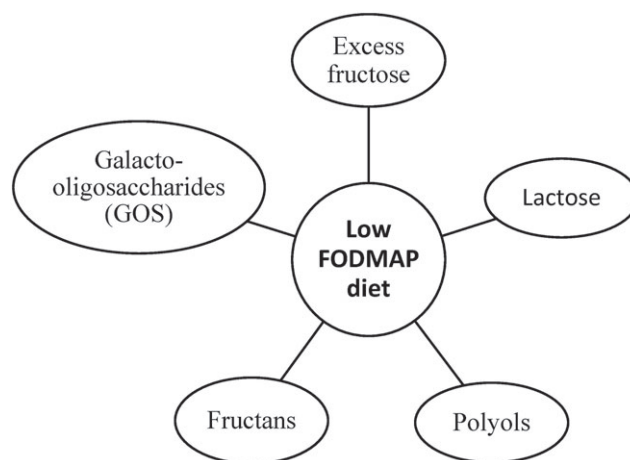 Excess
fructose
Galacto-
oligosaccharides
(GOS)
Lactose
Low
FODMAP
diet
Fructans
Polyols